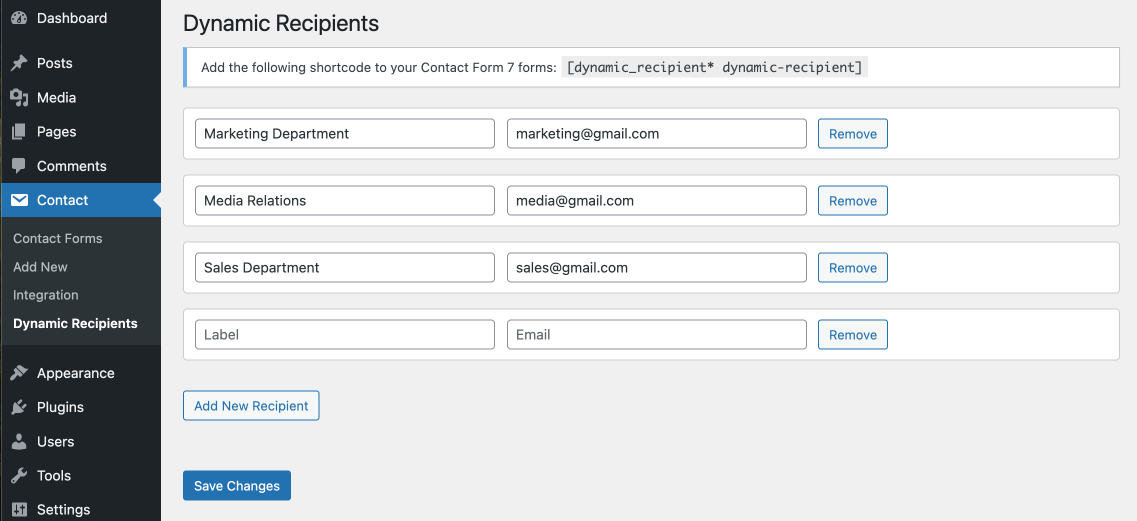 Dashboard
Posts
Media
Pages
Comments
Contact
Contact Forms
Add New
Integration
Dynamic Recipients
Appearance
Plugins
Users
Tools
Settings
Dynamic Recipients
Add the following shortcode to your Contact Form 7 forms: [dynamic_recipient* dynamic-recipient]
Marketing Department marketing@gmail.com Remove
Media Relations media@gmail.com Remove
Sales Department sales@gmail.com Remove
Label Email Remove
Add New Recipient
Save Changes